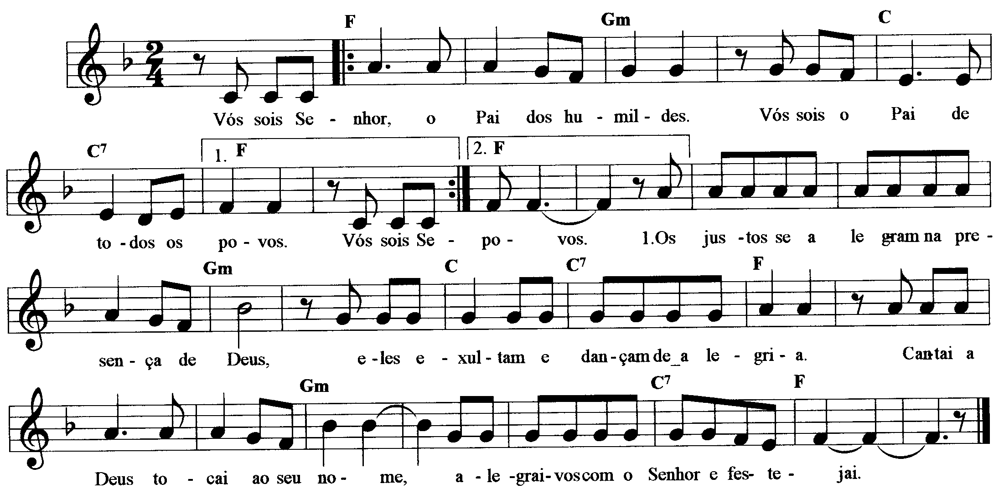 F Gm C
2/4
Vós sois Se - nhor, o Pai dos hu - mil - des. Vós sois o Pai de
C7 1. F 2. F
to - dos os po - vos. Vós sois Se - po - vos. 1.Os jus -tos se a le gram na pre -
Gm C C7 F
sen - ça de Deus, e -les e - xul - tam e dan - çam de_a le - gri - a. Can-tai a
Gm C7 F
Deus to - cai ao seu no - me, a - le -grai-vos com o Senhor e fes- te - jai.